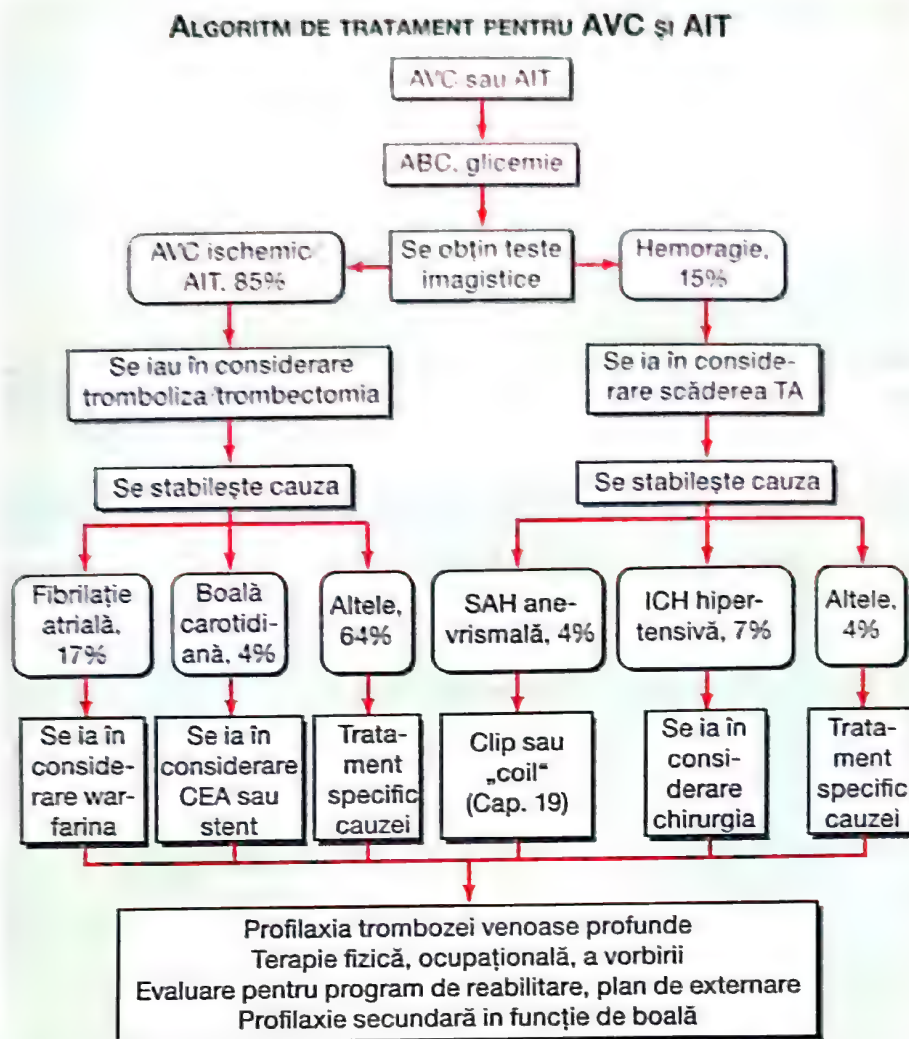 ALGORITM DE TRATAMENT PENTRU AVC ȘI AIT
AVC sau AIT
ABC, glicemie
Se obțin teste
imagistice
AVC ischemic/
AIT, 85%
Hemoragie,
15%
Se iau în considerare
tromboliza/trombectomia
Se ia în conside-
rare scăderea TA
Se stabilește cauza
Se stabilește cauza
Fibrilație
atrială,
17%
Boală
carotidi-
ană, 4%
Altele,
64%
SAH ane-
vrismală, 4%
ICH hiper-
tensivă, 7%
Altele,
4%
Se ia în
conside-
rare war-
farina
Se ia în
considerare
CEA sau
stent
Trata-
ment
specific
cauzei
Clip sau
„coil“
(Cap. 19)
Se ia în
consi-
derare
chirurgia
Trata-
ment
specific
cauzei
Profilaxia trombozei venoase profunde
Terapie fizică, ocupațională, a vorbirii
Evaluare pentru program de reabilitare, plan de externare
Profilaxie secundară in funcție de boală